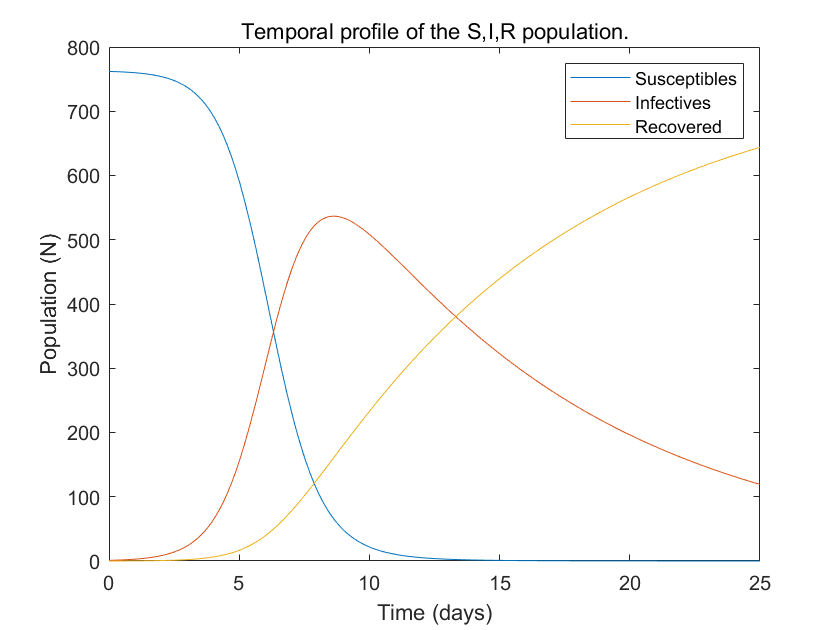 Temporal profile of the S,I,R population.
Susceptibles
Infectives
Recovered
Population (N)
800
700
600
500
400
300
200
100
0
0 5 10 15 20 25
Time (days)